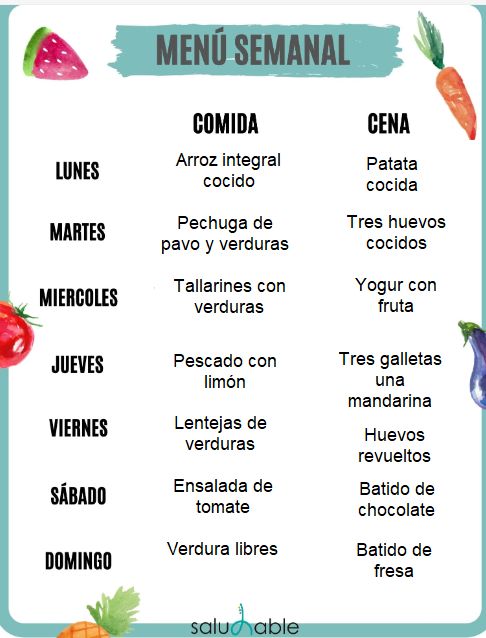 MENÚ SEMANAL
COMIDA
CENA
LUNES
Arroz integral
cocido
Patata
cocida
MARTES
Pechuga de
pavo y verduras
Tres huevos
cocidos
MIERCOLES
Tallarines con
verduras
Yogur con
fruta
JUEVES
Pescado con
limón
Tres galletas
una
mandarina
VIERNES
Lentejas de
verduras
Huevos
revueltos
SÁBADO
Ensalada de
tomate
Batido de
chocolate
DOMINGO
Verdura libres
Batido de
fresa
saludable